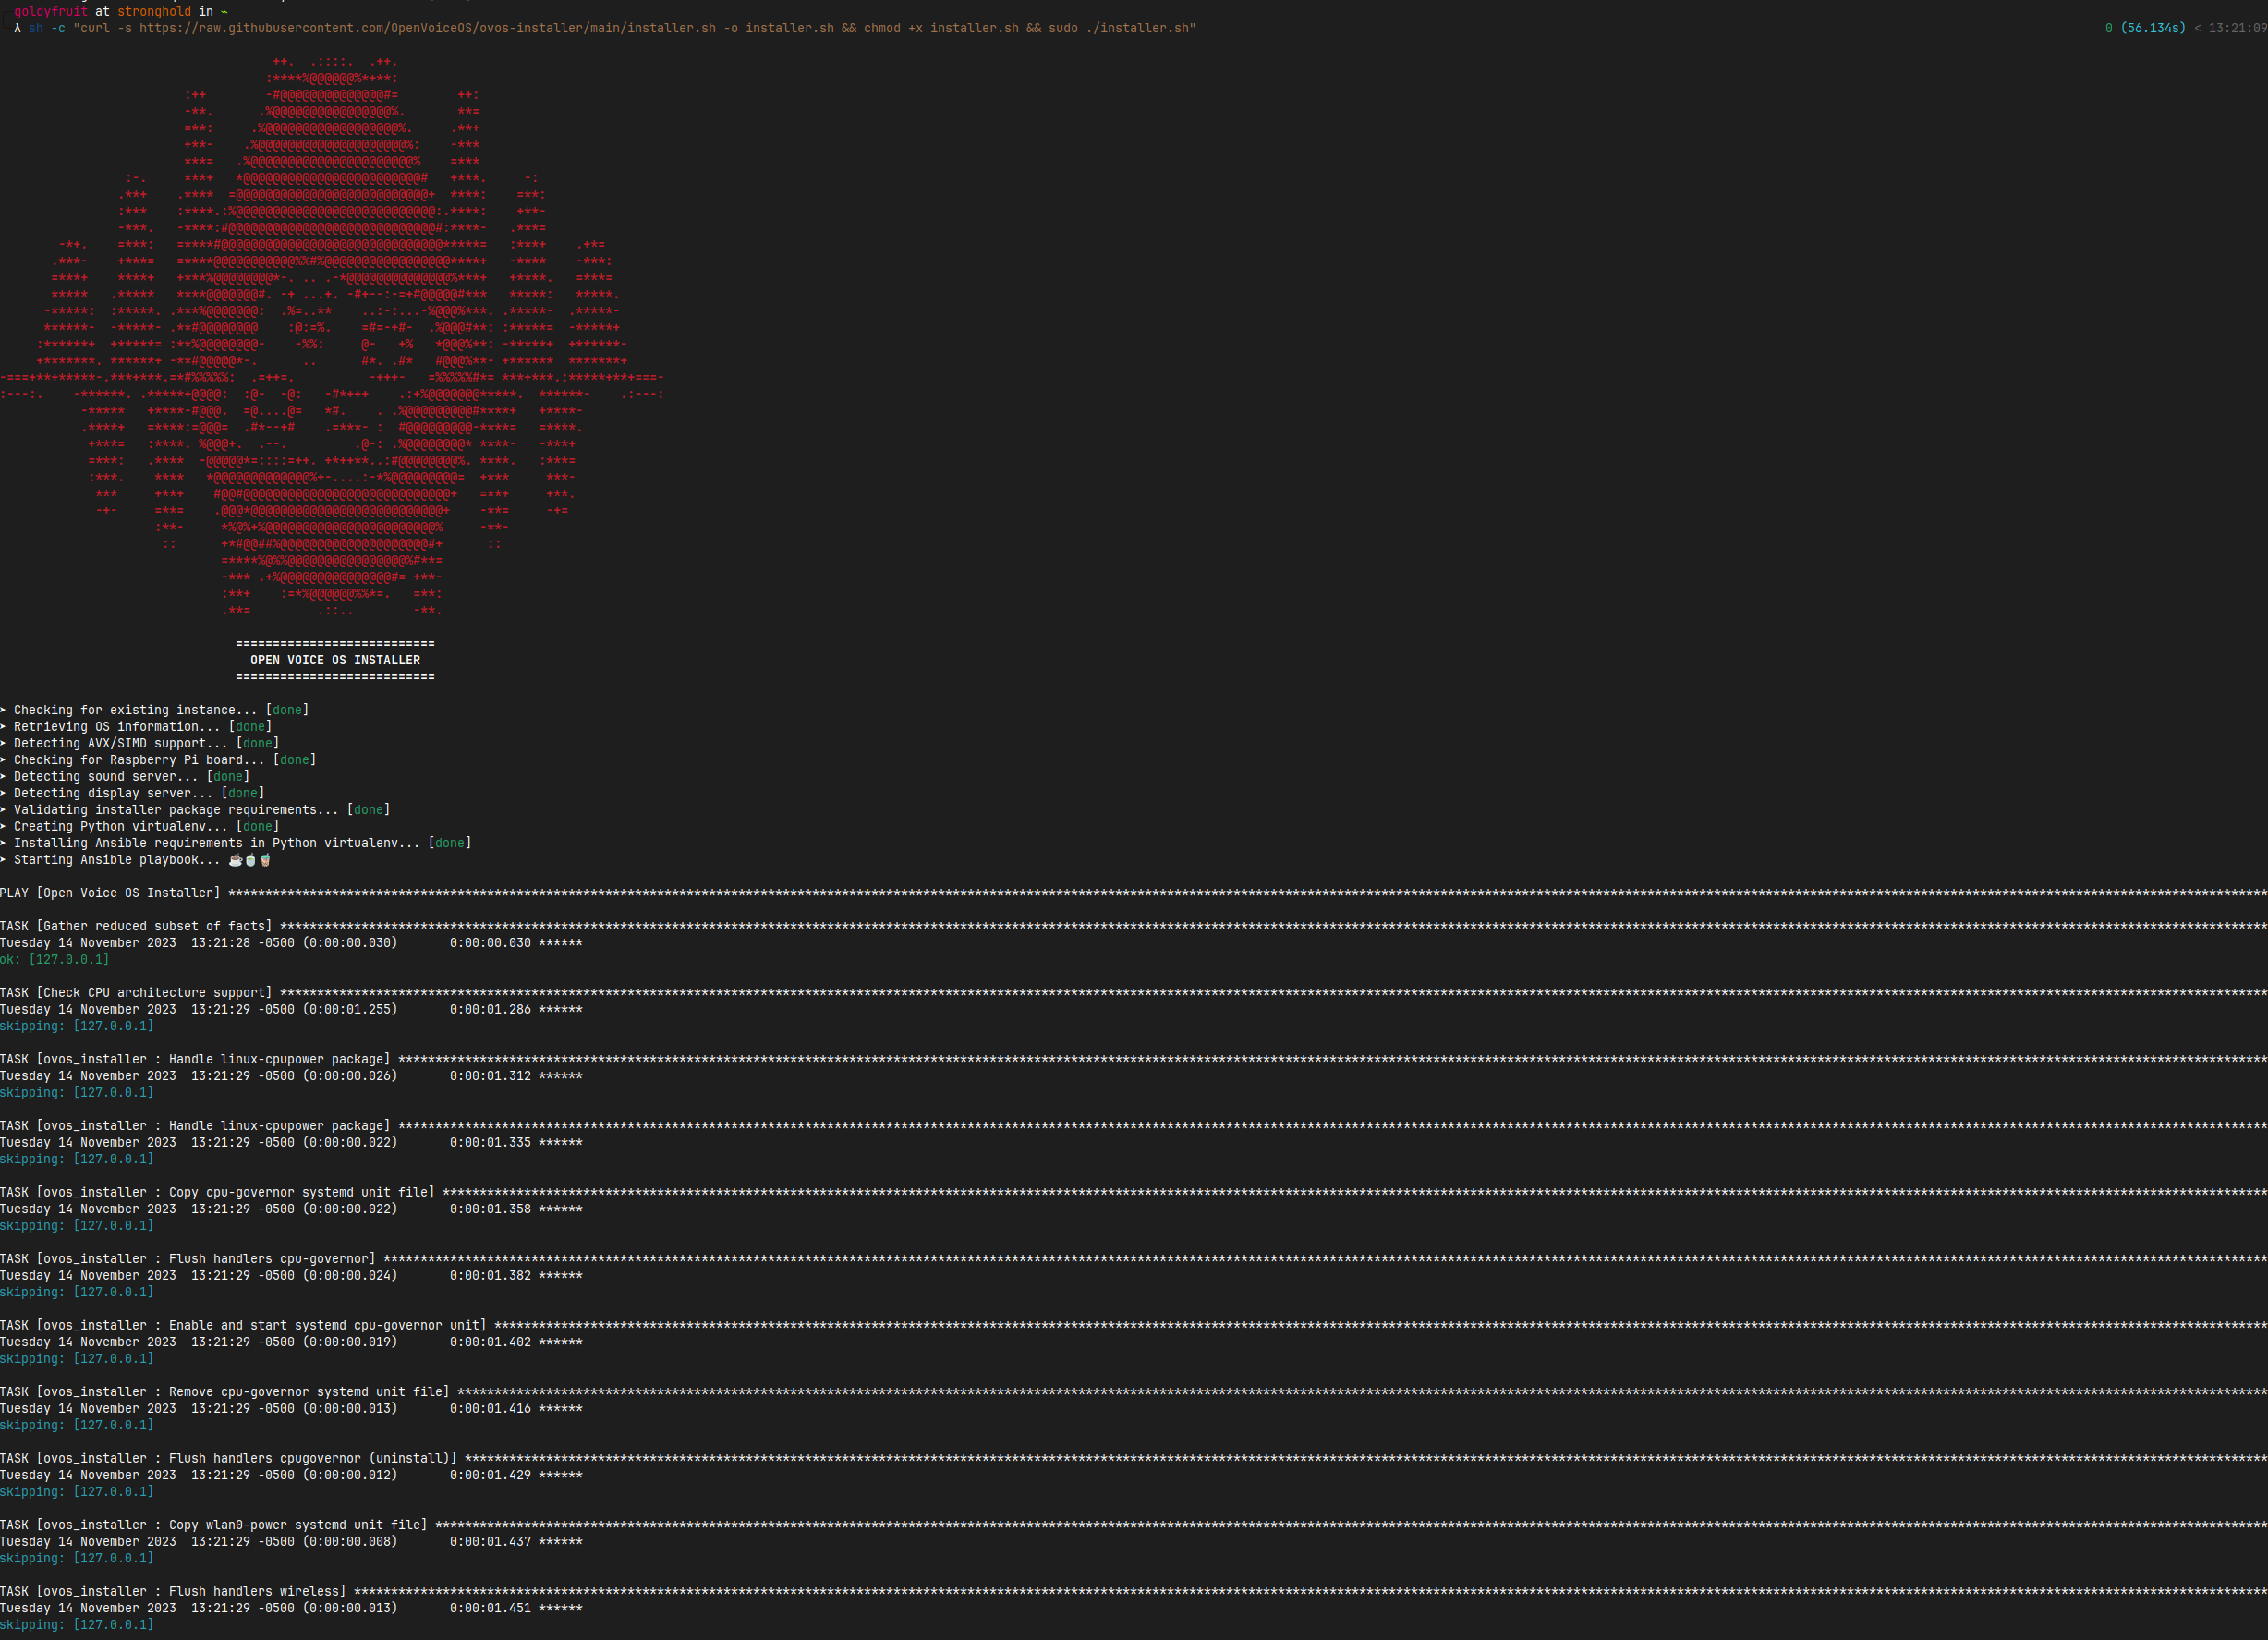 goldyfruit at stronghold in ~
λ sh -c "curl -s https://raw.githubusercontent.com/OpenVoiceOS/ovos-installer/main/installer.sh -o installer.sh && chmod +x installer.sh && sudo ./installer.sh" 0 (56.134s) < 13:21:09
===========================
OPEN VOICE OS INSTALLER
===========================
➤ Checking for existing instance... [done]
➤ Retrieving OS information... [done]
➤ Detecting AVX/SIMD support... [done]
➤ Checking for Raspberry Pi board... [done]
➤ Detecting sound server... [done]
➤ Detecting display server... [done]
➤ Validating installer package requirements... [done]
➤ Creating Python virtualenv... [done]
➤ Installing Ansible requirements in Python virtualenv... [done]
➤ Starting Ansible playbook... ☕🍵🧋
PLAY [Open Voice OS Installer] ******
TASK [Gather reduced subset of facts] ******
Tuesday 14 November 2023  13:21:28 -0500 (0:00:00.030)       0:00:00.030 ******
ok: [127.0.0.1]
TASK [Check CPU architecture support] ******
Tuesday 14 November 2023  13:21:29 -0500 (0:00:01.255)       0:00:01.286 ******
skipping: [127.0.0.1]
TASK [ovos_installer : Handle linux-cpupower package] ******
Tuesday 14 November 2023  13:21:29 -0500 (0:00:00.026)       0:00:01.312 ******
skipping: [127.0.0.1]
TASK [ovos_installer : Handle linux-cpupower package] ******
Tuesday 14 November 2023  13:21:29 -0500 (0:00:00.022)       0:00:01.335 ******
skipping: [127.0.0.1]
TASK [ovos_installer : Copy cpu-governor systemd unit file] ******
Tuesday 14 November 2023  13:21:29 -0500 (0:00:00.022)       0:00:01.358 ******
skipping: [127.0.0.1]
TASK [ovos_installer : Flush handlers cpu-governor] ******
Tuesday 14 November 2023  13:21:29 -0500 (0:00:00.024)       0:00:01.382 ******
skipping: [127.0.0.1]
TASK [ovos_installer : Enable and start systemd cpu-governor unit] ******
Tuesday 14 November 2023  13:21:29 -0500 (0:00:00.019)       0:00:01.402 ******
skipping: [127.0.0.1]
TASK [ovos_installer : Remove cpu-governor systemd unit file] ******
Tuesday 14 November 2023  13:21:29 -0500 (0:00:00.013)       0:00:01.416 ******
skipping: [127.0.0.1]
TASK [ovos_installer : Flush handlers cpugovernor (uninstall)] ******
Tuesday 14 November 2023  13:21:29 -0500 (0:00:00.012)       0:00:01.429 ******
skipping: [127.0.0.1]
TASK [ovos_installer : Copy wlan0-power systemd unit file] ******
Tuesday 14 November 2023  13:21:29 -0500 (0:00:00.008)       0:00:01.437 ******
skipping: [127.0.0.1]
TASK [ovos_installer : Flush handlers wireless] ******
Tuesday 14 November 2023  13:21:29 -0500 (0:00:00.013)       0:00:01.451 ******
skipping: [127.0.0.1]